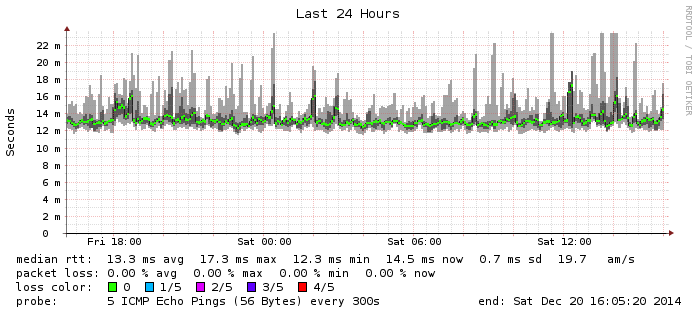 Last 24 Hours
RRDTOOL / TOBI OETIKER
Seconds
22 m
20 m
18 m
16 m
14 m
12 m
10 m
8 m
6 m
4 m
2 m
0
Fri 18:00 Sat 00:00 Sat 06:00 Sat 12:00
median rtt: 13.3 ms avg 17.3 ms max 12.3 ms min 14.5 ms now 0.7 ms sd 19.7 am/s
packet loss: 0.00 % avg 0.00 % max 0.00 % min 0.00 % now
loss color: 0 1/5 2/5 3/5 4/5
probe: 5 ICMP Echo Pings (56 Bytes) every 300s end: Sat Dec 20 16:05:20 2014